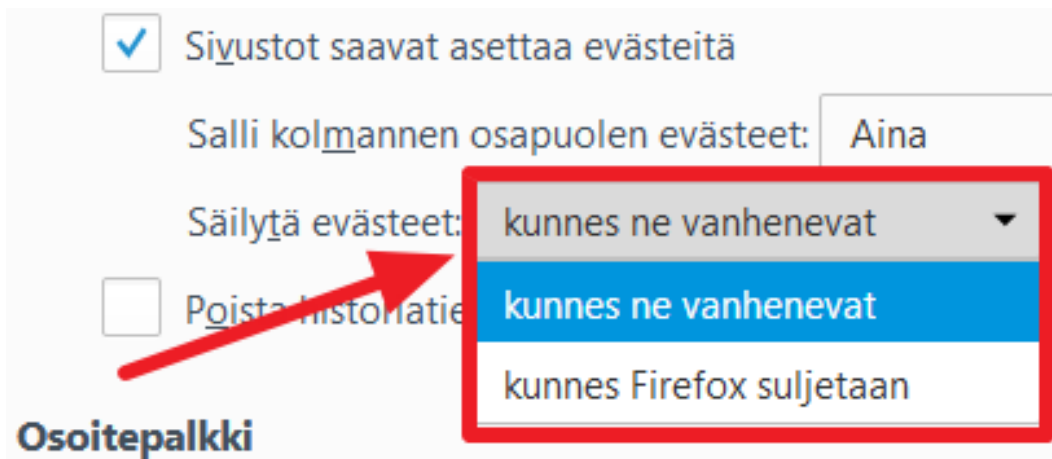 Sivustot saavat asettaa evästeitä
Salli kolmannen osapuolen evästeet: Aina
Säilytä evästeet: kunnes ne vanhenevat
kunnes ne vanhenevat
Poista
kunnes Firefox suljetaan
Osoitepalkki